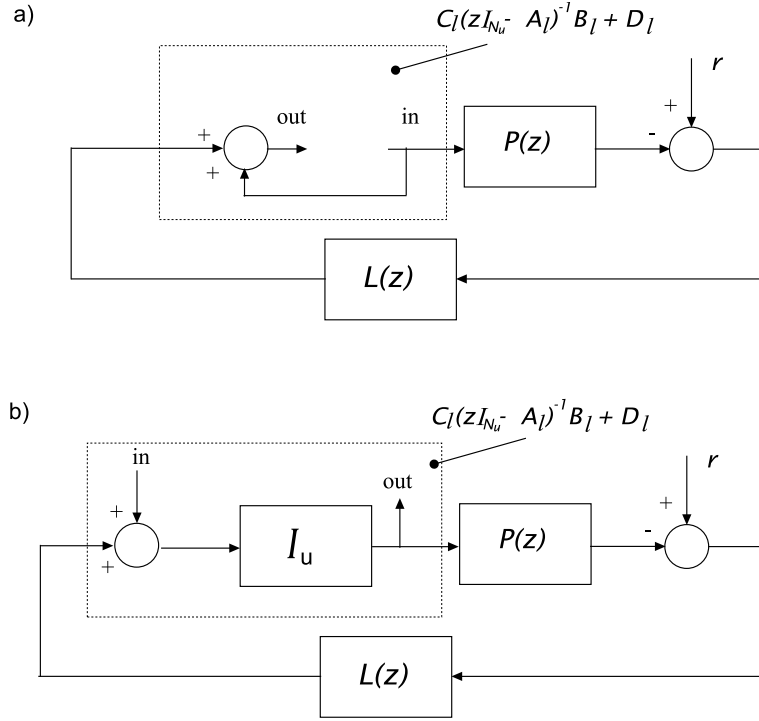 a)
C_l(zI_{N_u} - A_l)^{-1}B_l + D_l
r
+
out
in
+
+
-
P(z)
L(z)
b)
C_l(zI_{N_u} - A_l)^{-1}B_l + D_l
in
out
r
+
+
+
-
I_u
P(z)
L(z)